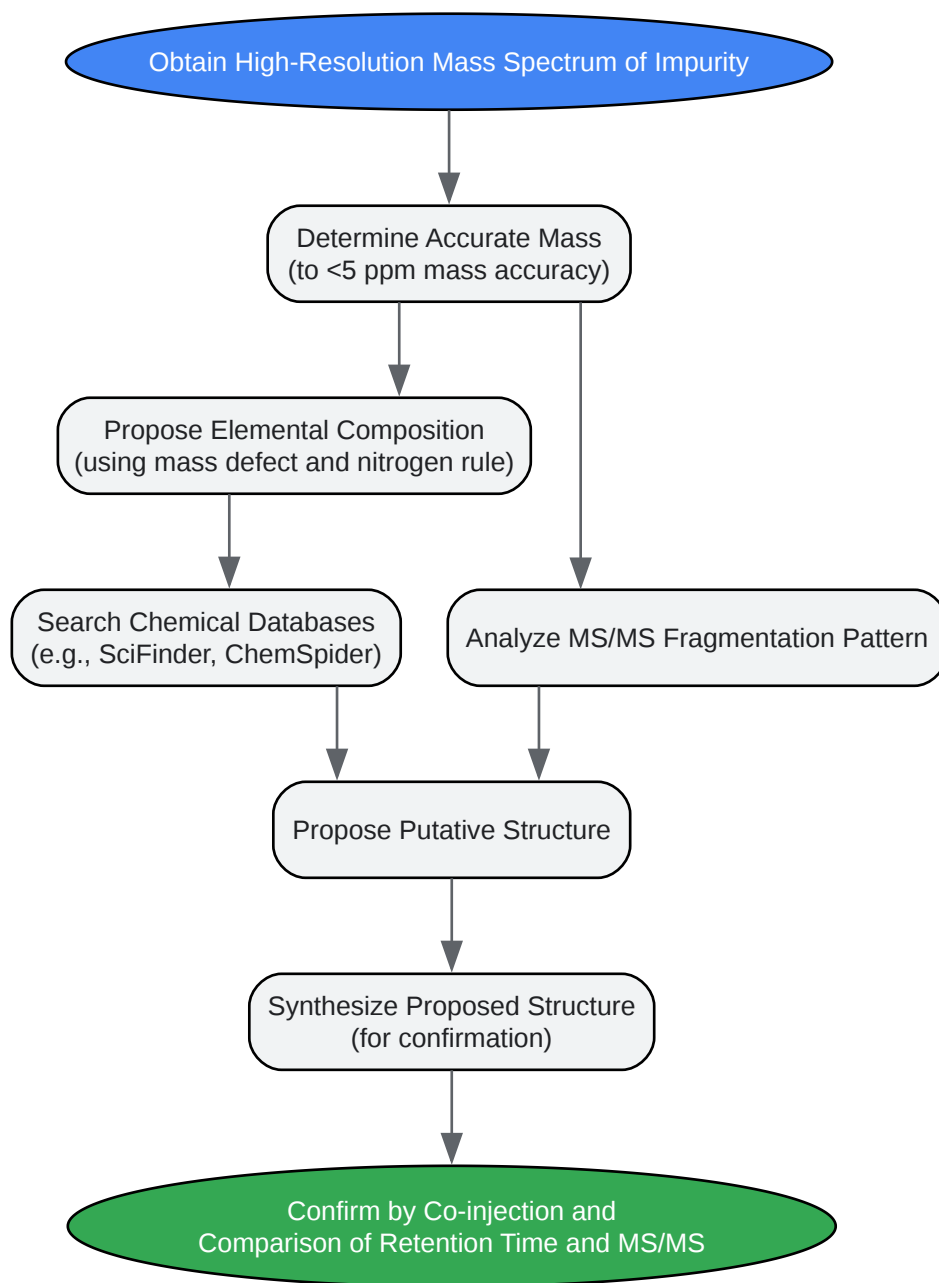 Obtain High-Resolution Mass Spectrum of Impurity
Determine Accurate Mass
(to <5 ppm mass accuracy)
Propose Elemental Composition
(using mass defect and nitrogen rule)
Search Chemical Databases
(e.g., SciFinder, ChemSpider)
Analyze MS/MS Fragmentation Pattern
Propose Putative Structure
Synthesize Proposed Structure
(for confirmation)
Confirm by Co-injection and
Comparison of Retention Time and MS/MS